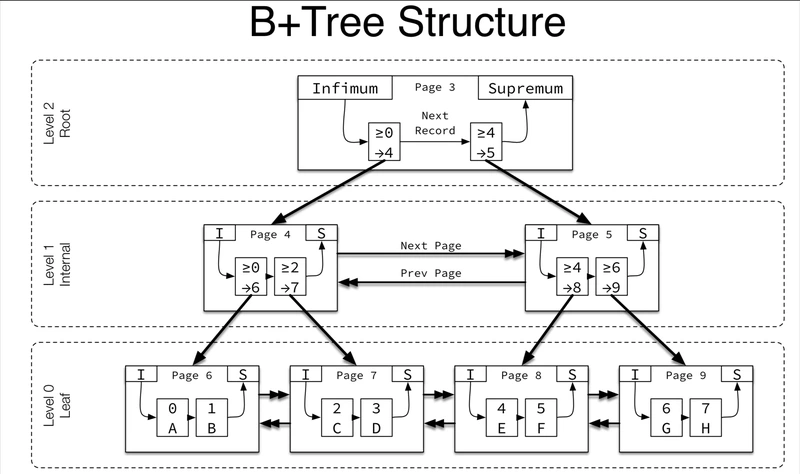 B+Tree Structure
Level 2
Root
Infimum
Page 3
Supremum
Next
Record
≥0
→4
≥4
→5
Level 1
Internal
I
Page 4
S
≥0
→6
≥2
→7
Next Page
Prev Page
I
Page 5
S
≥4
→8
≥6
→9
Level 0
Leaf
I
Page 6
S
0
A
1
B
I
Page 7
S
2
C
3
D
I
Page 8
S
4
E
5
F
I
Page 9
S
6
G
7
H